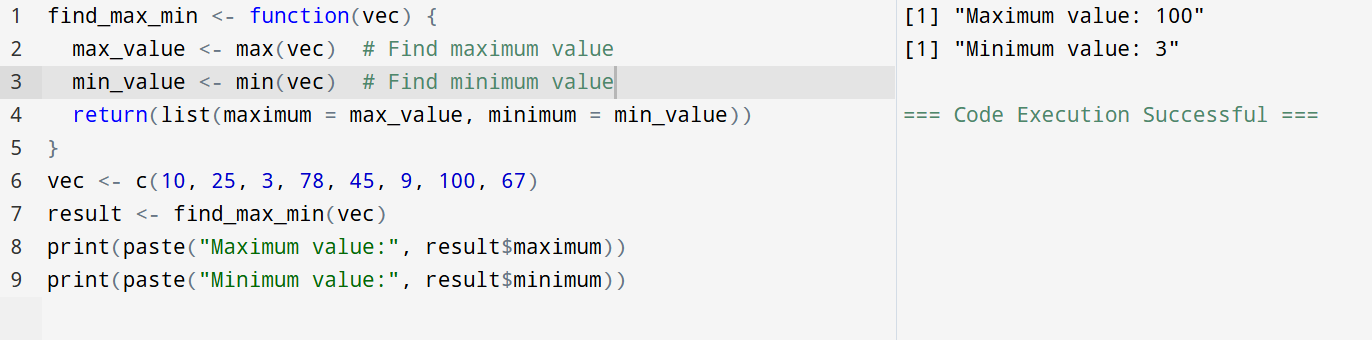 1 find_max_min <- function(vec) {
2   max_value <- max(vec)  # Find maximum value
3   min_value <- min(vec)  # Find minimum value
4   return(list(maximum = max_value, minimum = min_value))
5 }
6 vec <- c(10, 25, 3, 78, 45, 9, 100, 67)
7 result <- find_max_min(vec)
8 print(paste("Maximum value:", result$maximum))
9 print(paste("Minimum value:", result$minimum))
[1] "Maximum value: 100"
[1] "Minimum value: 3"
=== Code Execution Successful ===